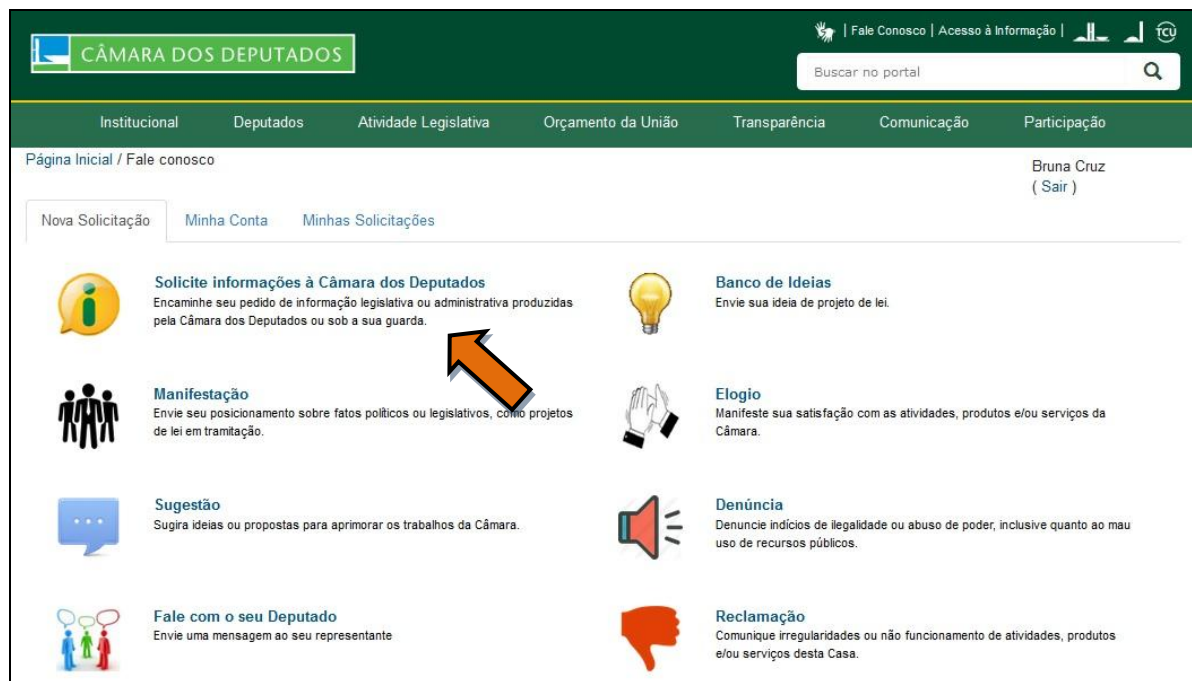 | Fale Conosco | Acesso à Informação |
TCU
CÂMARA DOS DEPUTADOS
Buscar no portal
Institucional Deputados Atividade Legislativa Orçamento da União Transparência Comunicação Participação
Página Inicial / Fale conosco
Bruna Cruz
( Sair )
Nova Solicitação Minha Conta Minhas Solicitações
Solicite informações à Câmara dos Deputados
Encaminhe seu pedido de informação legislativa ou administrativa produzidas
pela Câmara dos Deputados ou sob a sua guarda.
Banco de Ideias
Envie sua ideia de projeto de lei.
Manifestação
Envie seu posicionamento sobre fatos políticos ou legislativos, como projetos
de lei em tramitação.
Elogio
Manifeste sua satisfação com as atividades, produtos e/ou serviços da
Câmara.
Sugestão
Sugira ideias ou propostas para aprimorar os trabalhos da Câmara.
Denúncia
Denuncie indícios de ilegalidade ou abuso de poder, inclusive quanto ao mau
uso de recursos públicos.
Fale com o seu Deputado
Envie uma mensagem ao seu representante
Reclamação
Comunique irregularidades ou não funcionamento de atividades, produtos
e/ou serviços desta Casa.